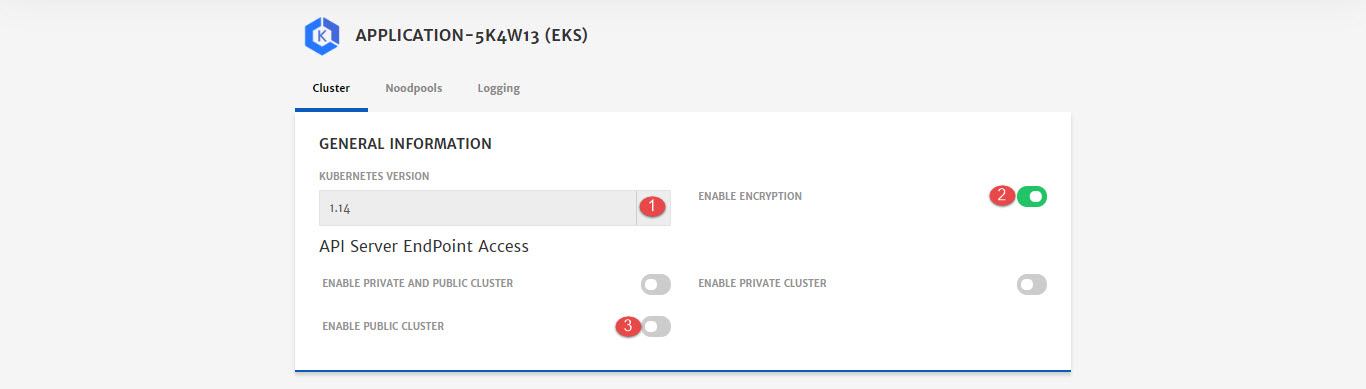 K
APPLICATION-5K4W13 (EKS)
Cluster Noodpools Logging
GENERAL INFORMATION
KUBERNETES VERSION
1.14 1
ENABLE ENCRYPTION 2
API Server EndPoint Access
ENABLE PRIVATE AND PUBLIC CLUSTER
ENABLE PRIVATE CLUSTER
ENABLE PUBLIC CLUSTER 3